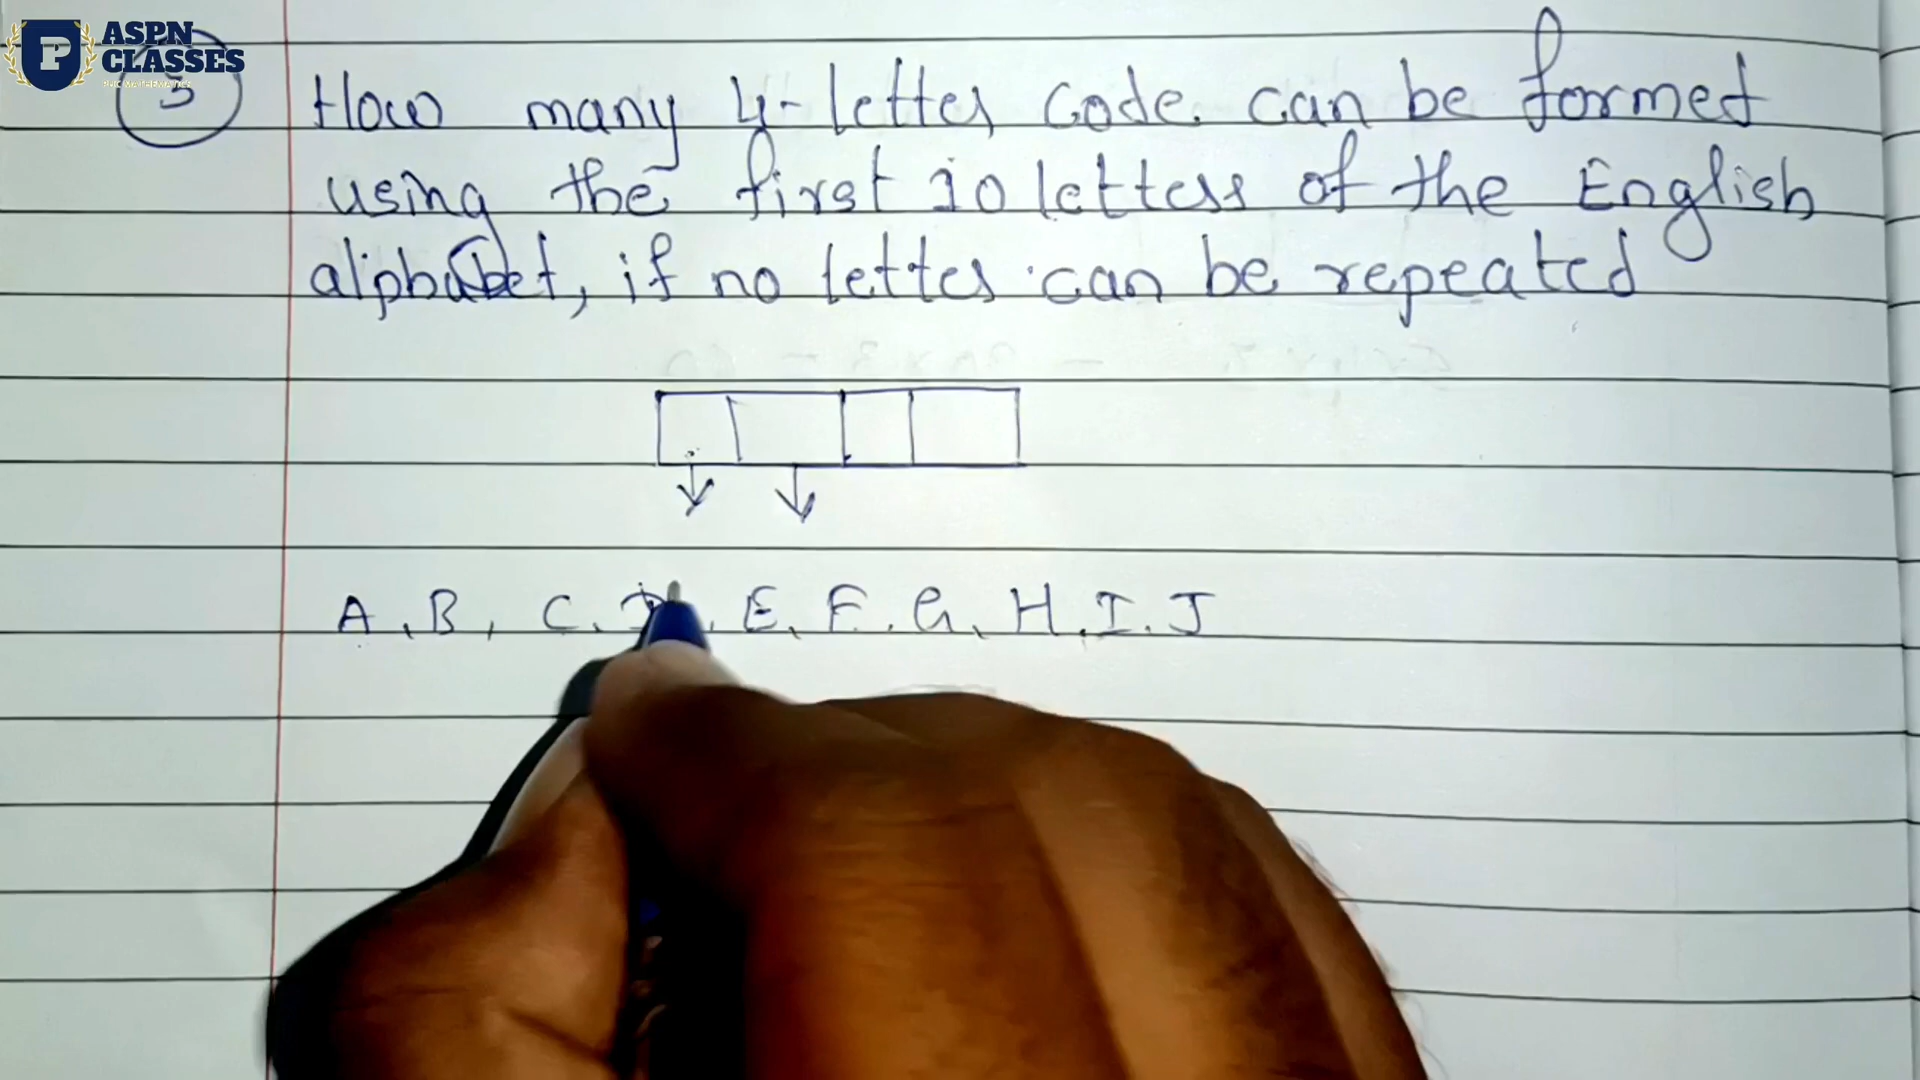 ASPN
CLASSES
3
How many 4-letter code can be formed
using the first 10 letters of the English
alphabet, if no letter can be repeated
A, B, C, D, E, F, G, H, I, J